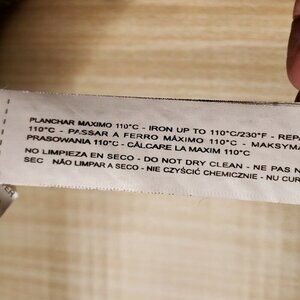 PLANCHAR MAXIMO 110°C - IRON UP TO 110°C/230°F - REP
110°C - PASSAR A FERRO MÁXIMO 110°C - MAKSYMA
PRASOWANIA 110°C - CĂLCARE LA MAXIM 110°C
NO LIMPIEZA EN SECO - DO NOT DRY CLEAN - NE PAS N
SEC NÃO LIMPAR A SECO - NIE CZYŚCIĆ CHEMICZNIE - NU CUR